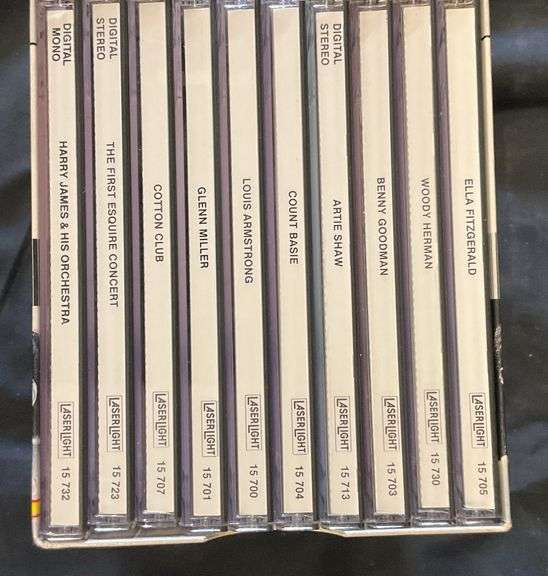 DIGITAL
MONO
HARRY JAMES & HIS ORCHESTRA
LASERLIGHT
15 732
DIGITAL
STEREO
THE FIRST ESQUIRE CONCERT
LASERLIGHT
15 723
COTTON CLUB
LASERLIGHT
15 707
GLENN MILLER
LASERLIGHT
15 701
LOUIS ARMSTRONG
LASERLIGHT
15 700
COUNT BASIE
LASERLIGHT
15 704
DIGITAL
STEREO
ARTIE SHAW
LASERLIGHT
15 713
BENNY GOODMAN
LASERLIGHT
15 703
WOODY HERMAN
LASERLIGHT
15 730
ELLA FITZGERALD
LASERLIGHT
15 705